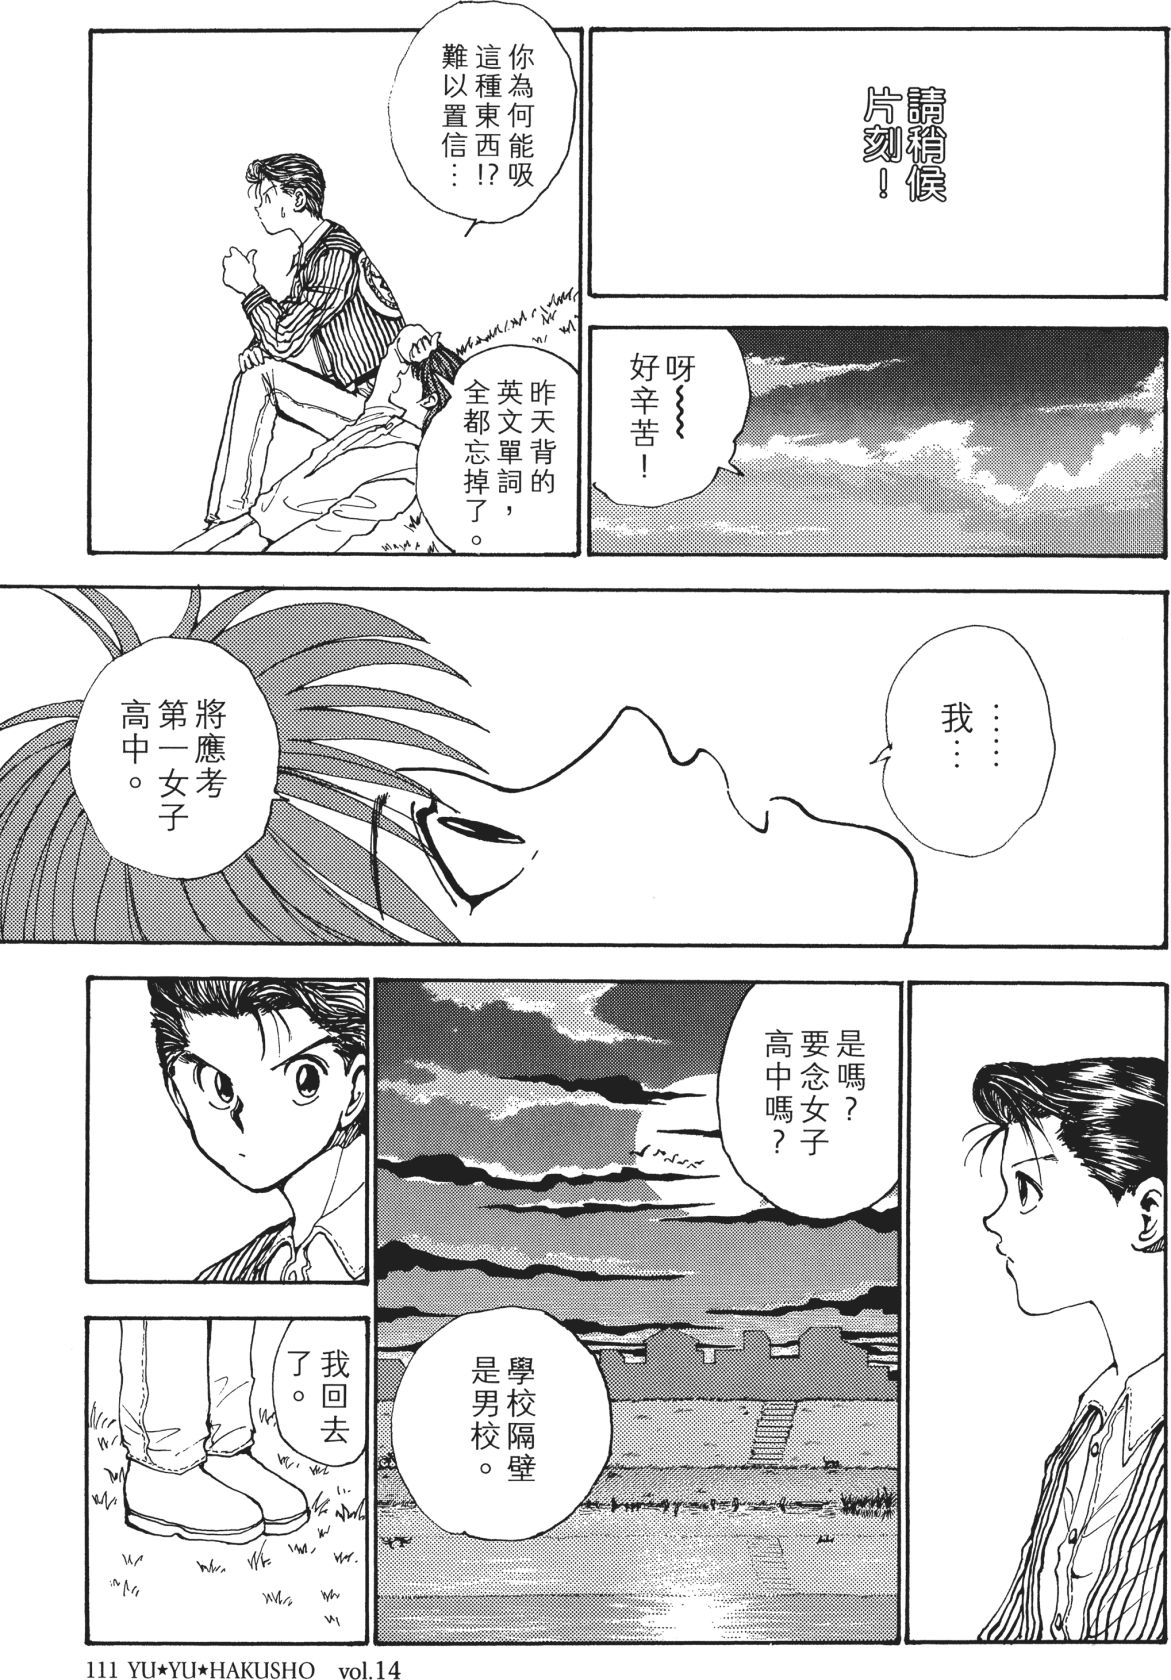 請稍候
片刻！
呀~~~
好辛苦！
你為何能吸
這種東西!?
難以置信…
昨天背的
英文單詞，
全都忘掉了。
……
我…
將應考
第一女子
高中。
是嗎？
要念女子
高中嗎？
學校隔壁
是男校。
我回去
了。
111 YU★YU★HAKUSHO vol.14